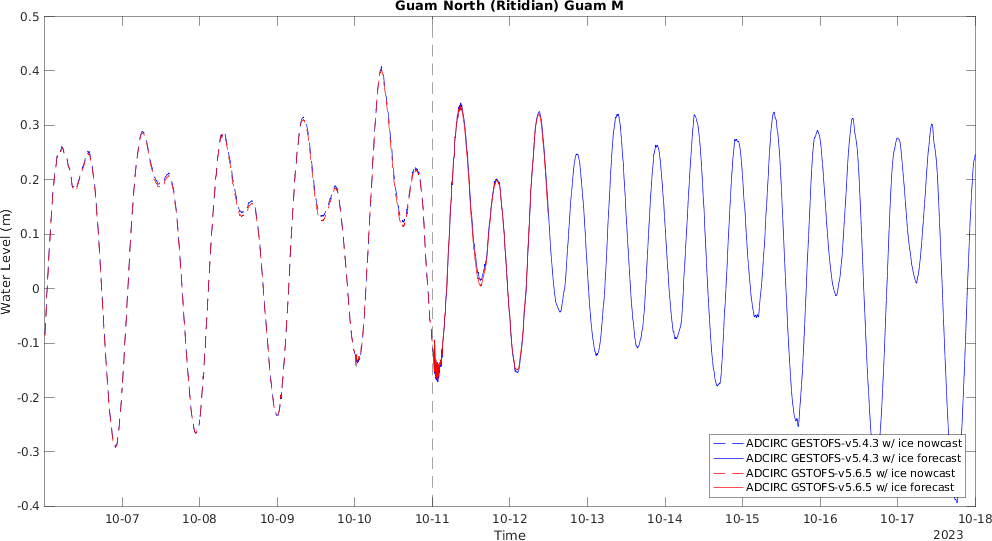 Guam North (Ritidian) Guam M
Water Level (m)
0.5
0.4
0.3
0.2
0.1
0
-0.1
-0.2
-0.3
-0.4
ADCIRC GESTOFS-v5.4.3 w/ ice nowcast
ADCIRC GESTOFS-v5.4.3 w/ ice forecast
ADCIRC GSTOFS-v5.6.5 w/ ice nowcast
ADCIRC GSTOFS-v5.6.5 w/ ice forecast
10-07 10-08 10-09 10-10 10-11 10-12 10-13 10-14 10-15 10-16 10-17 10-18
Time
2023